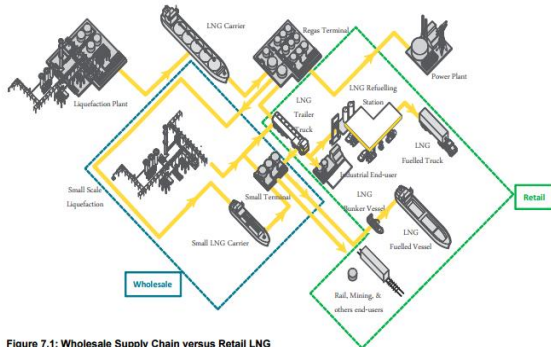 LNG Carrier
Regas Terminal
Liquefaction Plant
Power Plant
LNG
Trailer
Truck
LNG Refuelling
Station
LNG
Fuelled Truck
Industrial End-user
Small Scale
Liquefaction
Small Terminal
LNG
Bunker Vessel
Small LNG Carrier
LNG
Fuelled Vessel
Retail
Wholesale
Rail, Mining, &
others end-users
Figure 7.1: Wholesale Supply Chain versus Retail LNG